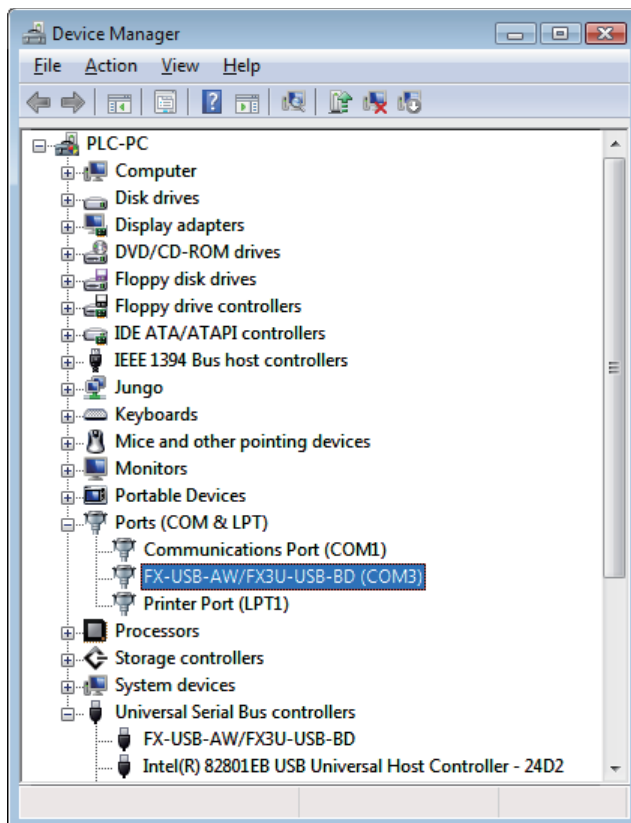 Device Manager
File Action View Help
PLC-PC
Computer
Disk drives
Display adapters
DVD/CD-ROM drives
Floppy disk drives
Floppy drive controllers
IDE ATA/ATAPI controllers
IEEE 1394 Bus host controllers
Jungo
Keyboards
Mice and other pointing devices
Monitors
Portable Devices
Ports (COM & LPT)
Communications Port (COM1)
FX-USB-AW/FX3U-USB-BD (COM3)
Printer Port (LPT1)
Processors
Storage controllers
System devices
Universal Serial Bus controllers
FX-USB-AW/FX3U-USB-BD
Intel(R) 82801EB USB Universal Host Controller - 24D2